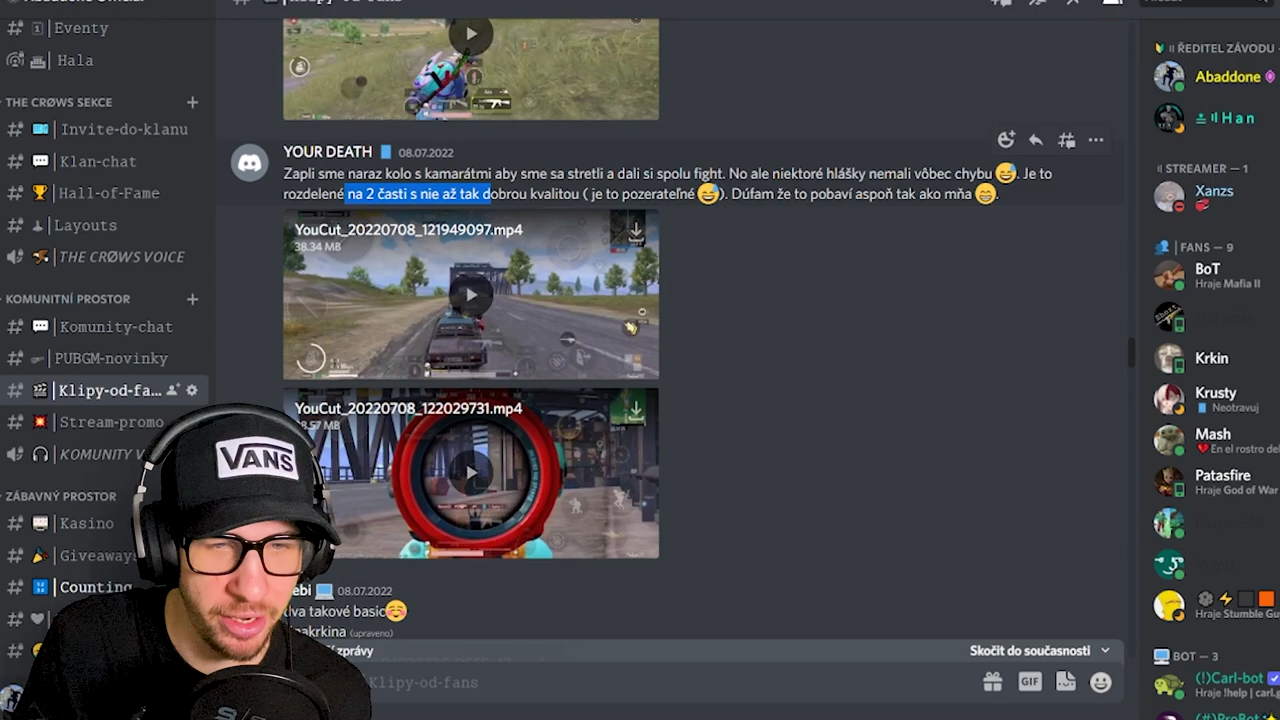 Eventy
Hala
THE CRØWS SEKCE
Invite-do-klanu
Klan-chat
Hall-of-Fame
Layouts
THE CRØWS VOICE
KOMUNITNÍ PROSTOR
Komunity-chat
PUBGM-novinky
Klipy-od-fa...
Stream-promo
KOMUNITY V
ZÁBAVNÝ PROSTOR
Kasino
Giveaways
Counting
YOUR DEATH 08.07.2022
Zapli sme naraz kolo s kamarátmi aby sme sa stretli a dali si spolu fight. No ale niektoré hlášky nemali vôbec chybu 😅. Je to
rozdelené na 2 časti s nie až tak dobrou kvalitou ( je to pozerateľné 😅). Dúfam že to pobaví aspoň tak ako mňa 😁.
YouCut_20220708_121949097.mp4
38.34 MB
YouCut_20220708_122029731.mp4
8.57 MB
08.07.2022
takové basic☺️
(upraveno)
zprávy
Skočit do současnosti
Klipy-od-fans
GIF
VANS
ŘEDITEL ZÁVODU
Abaddone
Han
STREAMER — 1
Xanzs
FANS — 9
BoT
Hraje Mafia II
Krkin
Krusty
Neotravuj
Mash
En el rostro del
Patasfire
Hraje God of War
Hraje Stumble Gu
BOT — 3
(!)Carl-bot
Hraje !help | carl.g
(#)ProBot